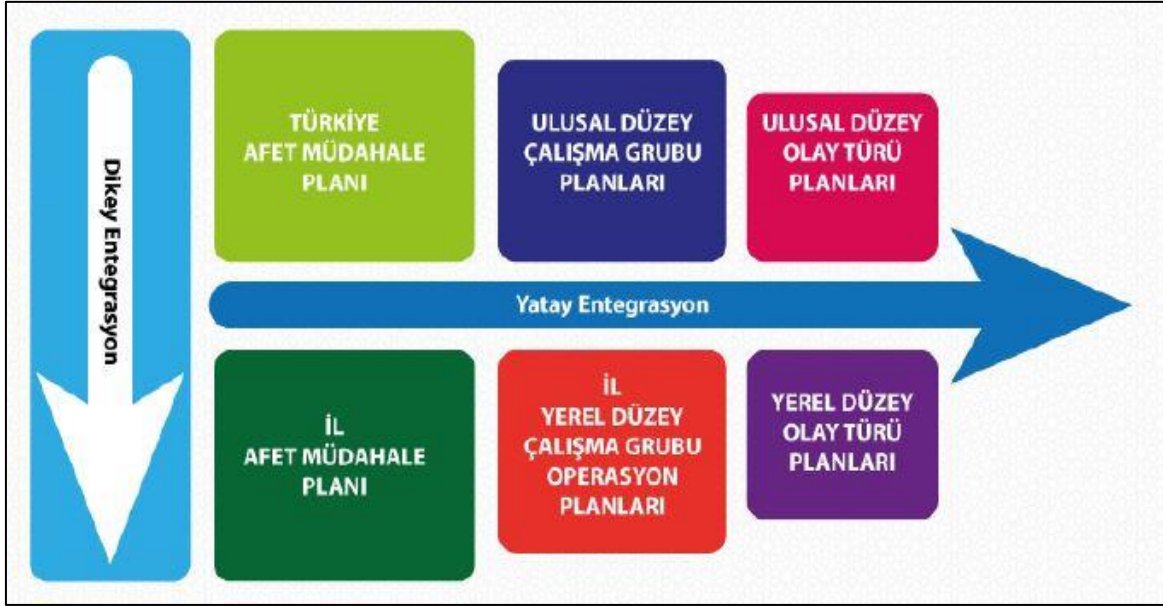 Dikey Entegrasyon
TÜRKİYE
AFET MÜDAHALE
PLANI
ULUSAL DÜZEY
ÇALIŞMA GRUBU
PLANLARI
ULUSAL DÜZEY
OLAY TÜRÜ
PLANLARI
Yatay Entegrasyon
İL
AFET MÜDAHALE
PLANI
İL
YEREL DÜZEY
ÇALIŞMA GRUBU
OPERASYON
PLANLARI
YEREL DÜZEY
OLAY TÜRÜ
PLANLARI